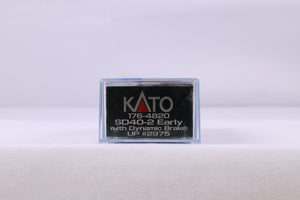 KATO
176-4820
SD40-2 Early
with Dynamic Brake
UP #2975